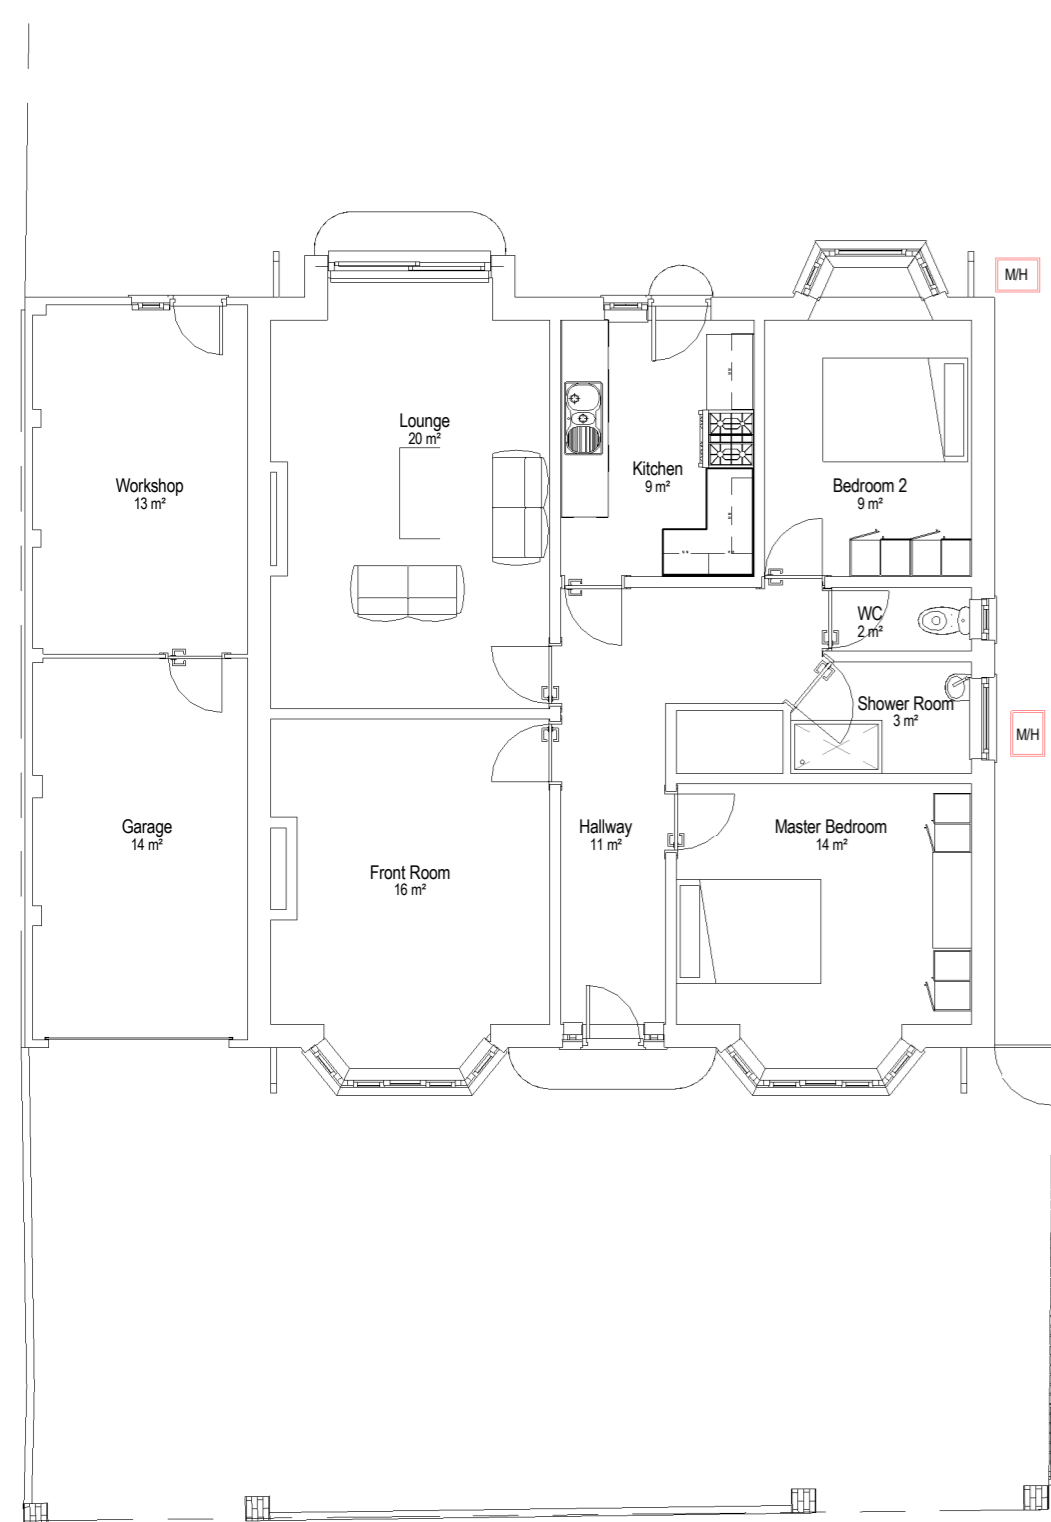 M/H
Lounge
20 m²
Kitchen
9 m²
Workshop
13 m²
Bedroom 2
9 m²
WC
2 m²
Shower Room
3 m²
M/H
Garage
14 m²
Hallway
11 m²
Master Bedroom
14 m²
Front Room
16 m²